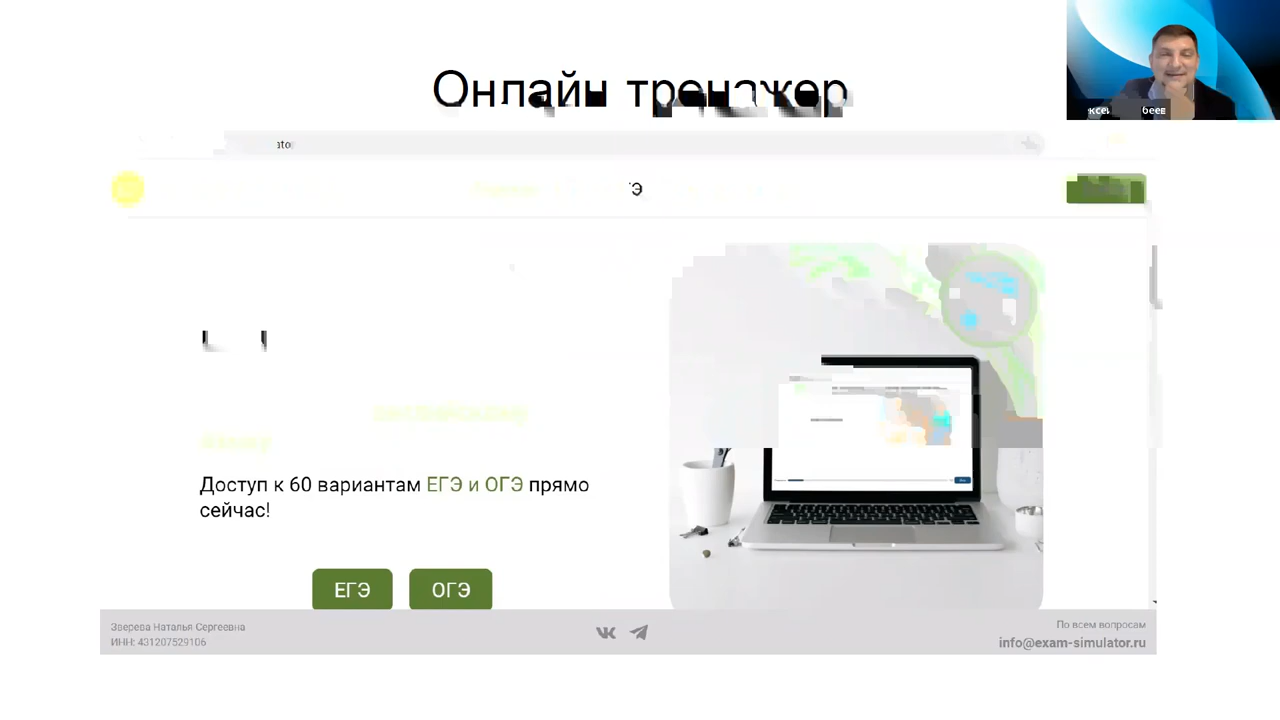 Онлайн тренажер
Доступ к 60 вариантам ЕГЭ и ОГЭ прямо
сейчас!
ЕГЭ
ОГЭ
Зверева Наталья Сергеевна
ИНН: 431207529106
По всем вопросам
info@exam-simulator.ru